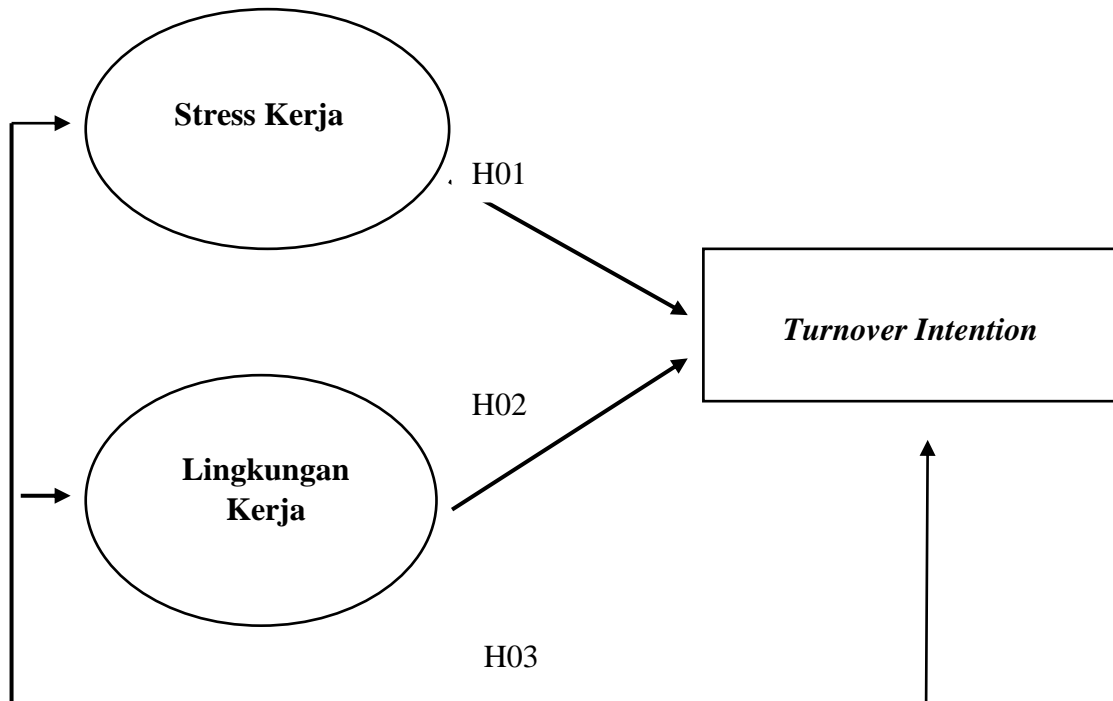 Stress Kerja
H01
Turnover Intention
H02
Lingkungan
Kerja
H03